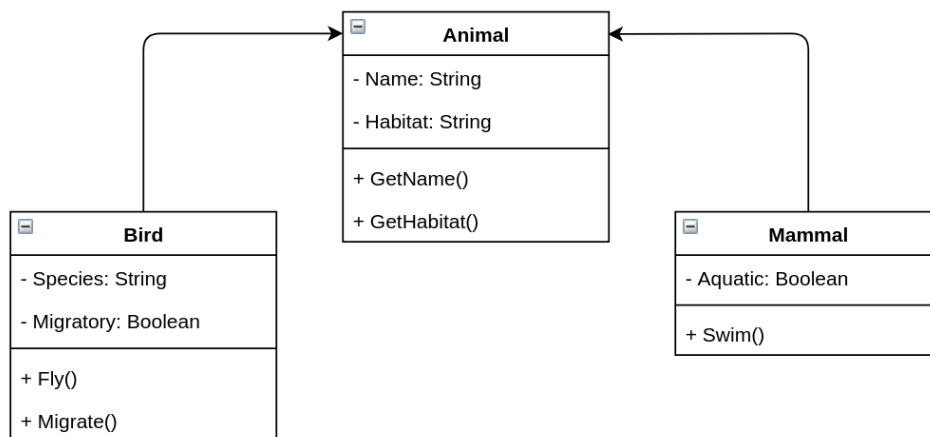 Animal
- Name: String
- Habitat: String
+ GetName()
+ GetHabitat()
Bird
- Species: String
- Migratory: Boolean
+ Fly()
+ Migrate()
Mammal
- Aquatic: Boolean
+ Swim()